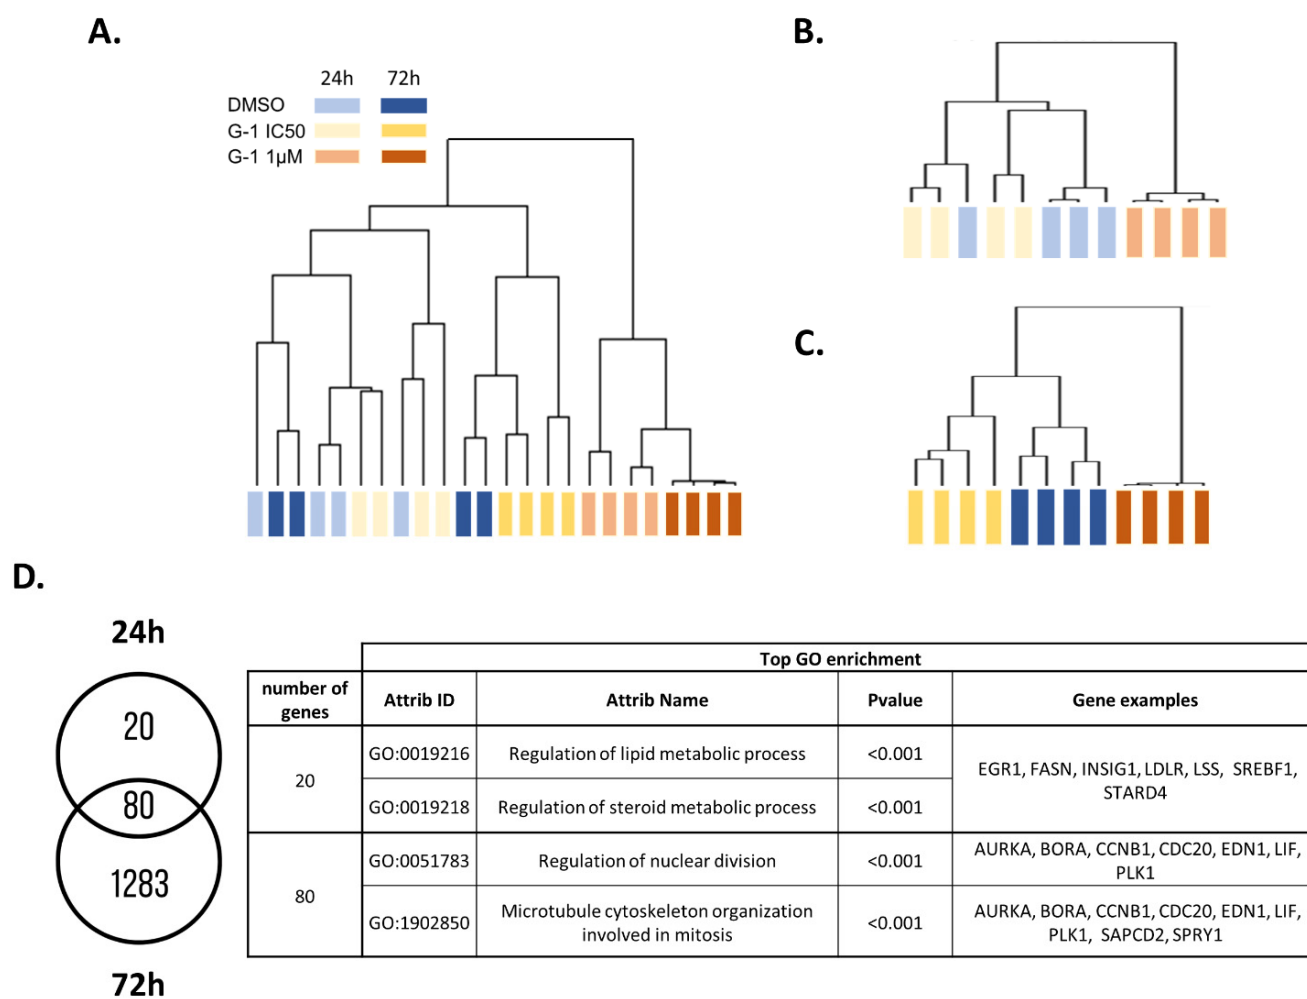 A.
24h 72h
DMSO
G-1 IC50
G-1 1µM
B.
C.
D.
24h
20
80
1283
72h
Top GO enrichment
number of
genes
Attrib ID
Attrib Name
Pvalue
Gene examples
20
GO:0019216
Regulation of lipid metabolic process
<0.001
EGR1, FASN, INSIG1, LDLR, LSS, SREBF1,
STARD4
GO:0019218
Regulation of steroid metabolic process
<0.001
80
GO:0051783
Regulation of nuclear division
<0.001
AURKA, BORA, CCNB1, CDC20, EDN1, LIF,
PLK1
GO:1902850
Microtubule cytoskeleton organization
involved in mitosis
<0.001
AURKA, BORA, CCNB1, CDC20, EDN1, LIF,
PLK1, SAPCD2, SPRY1